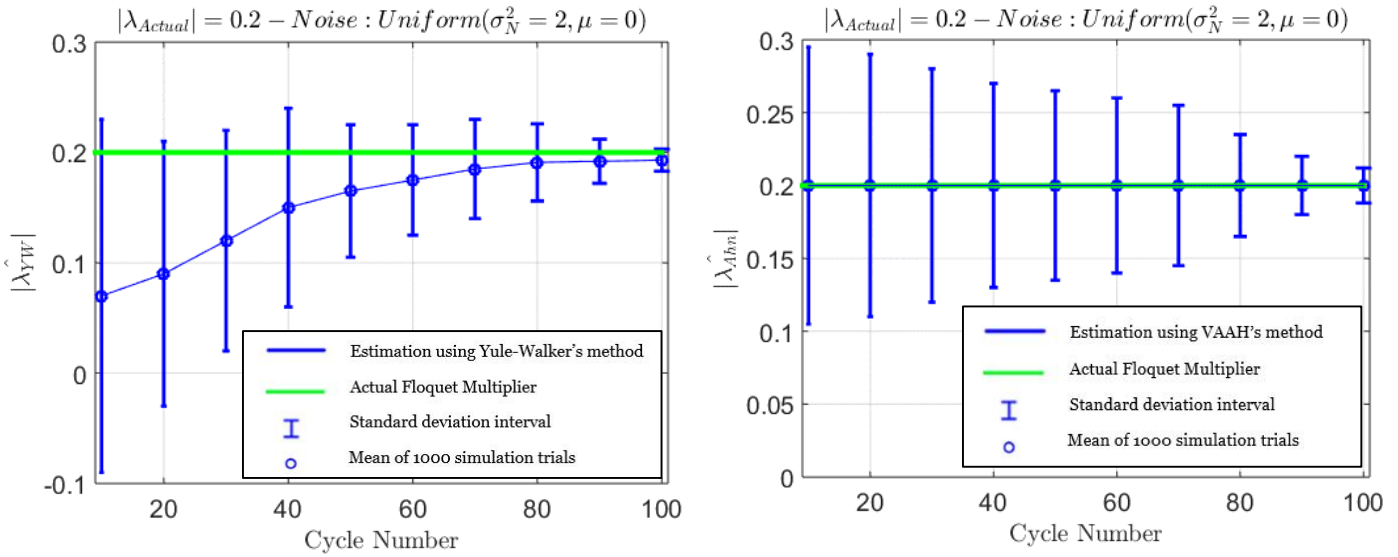 |λ_Actual| = 0.2 − Noise : Uniform(σ_N^2 = 2, μ = 0)
0.3
0.2
0.1
0
-0.1
|λ̂_YW|
20
40
60
80
100
Cycle Number
Estimation using Yule-Walker's method
Actual Floquet Multiplier
Standard deviation interval
Mean of 1000 simulation trials
|λ_Actual| = 0.2 − Noise : Uniform(σ_N^2 = 2, μ = 0)
0.3
0.25
0.2
0.15
0.1
0.05
0
|λ̂_Ahn|
20
40
60
80
100
Cycle Number
Estimation using VAAH's method
Actual Floquet Multiplier
Standard deviation interval
Mean of 1000 simulation trials